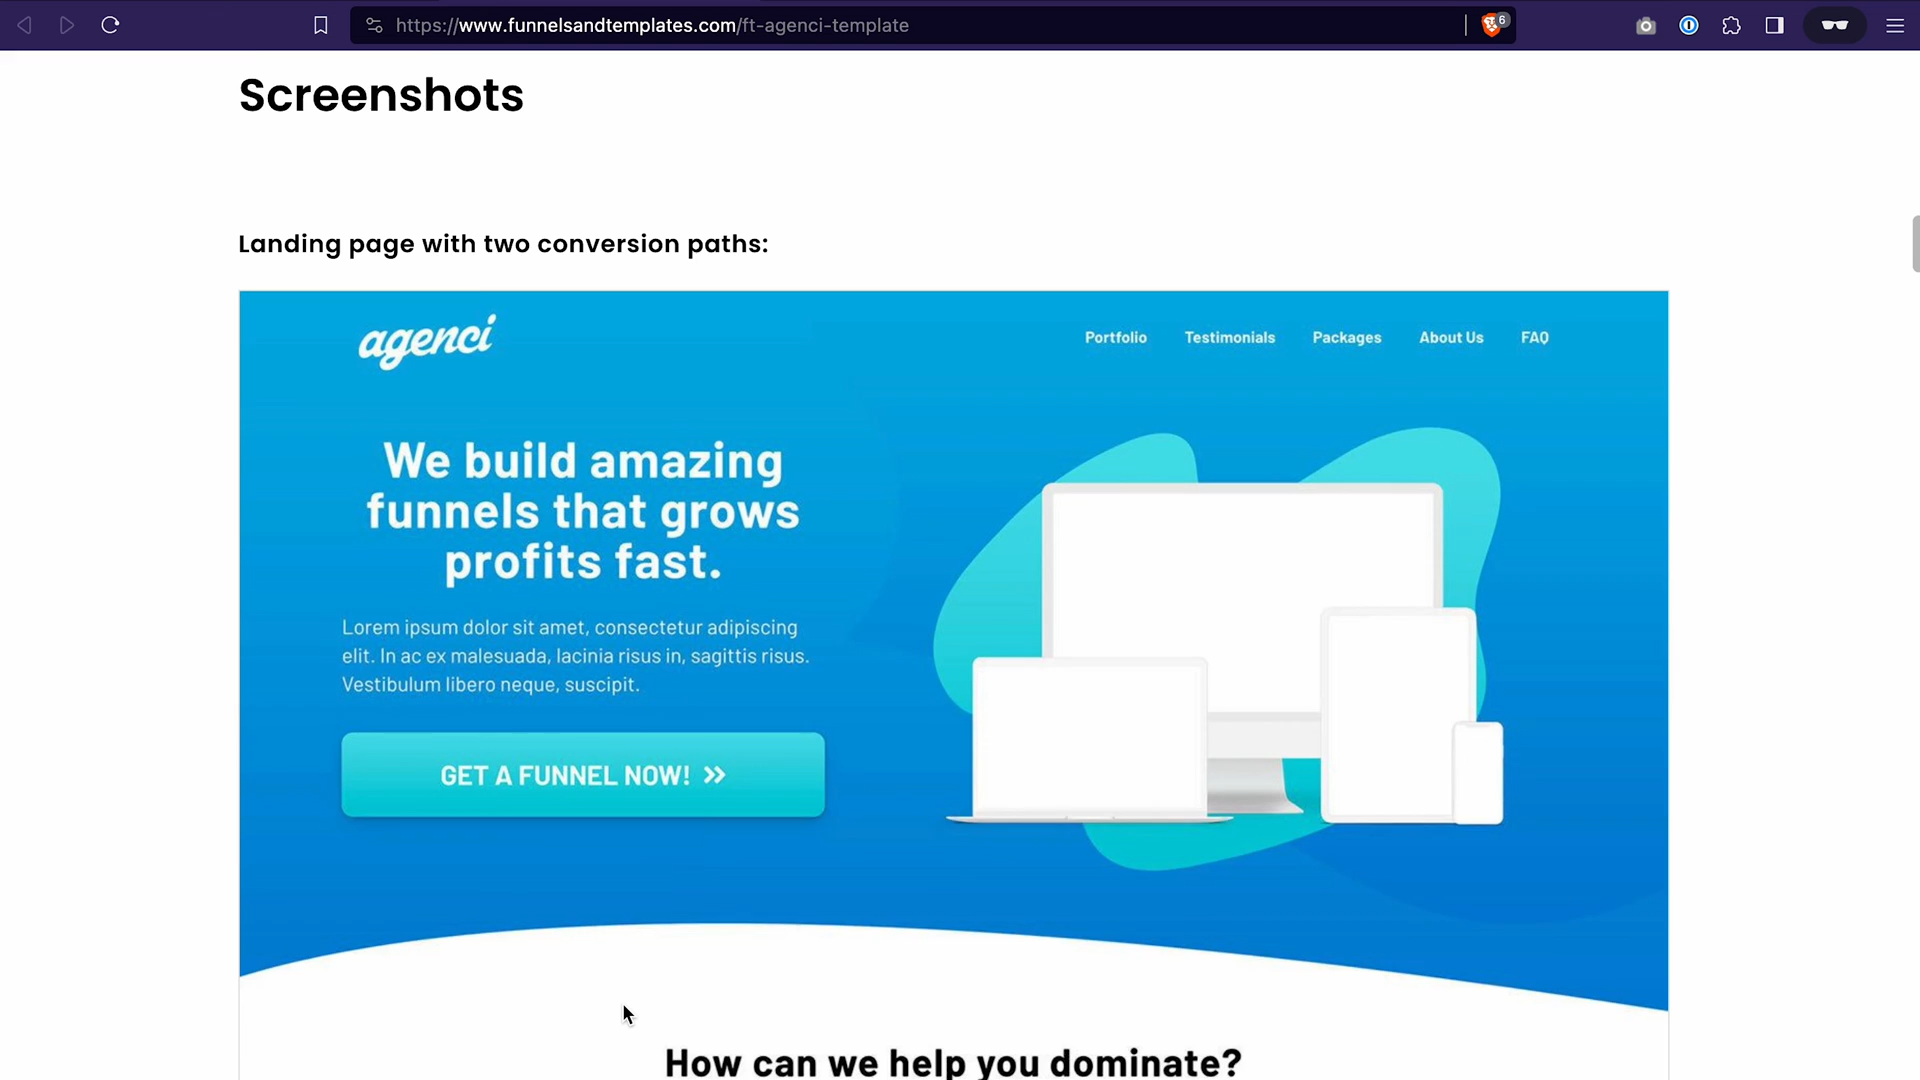 https://www.funnelsandtemplates.com/ft-agenci-template
6
Screenshots
Landing page with two conversion paths:
agenci
Portfolio Testimonials Packages About Us FAQ
We build amazing
funnels that grows
profits fast.
Lorem ipsum dolor sit amet, consectetur adipiscing
elit. In ac ex malesuada, lacinia risus in, sagittis risus.
Vestibulum libero neque, suscipit.
GET A FUNNEL NOW! »
How can we help you dominate?